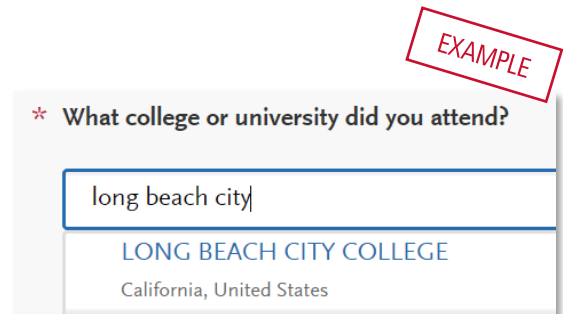 EXAMPLE
* What college or university did you attend?
long beach city
LONG BEACH CITY COLLEGE
California, United States